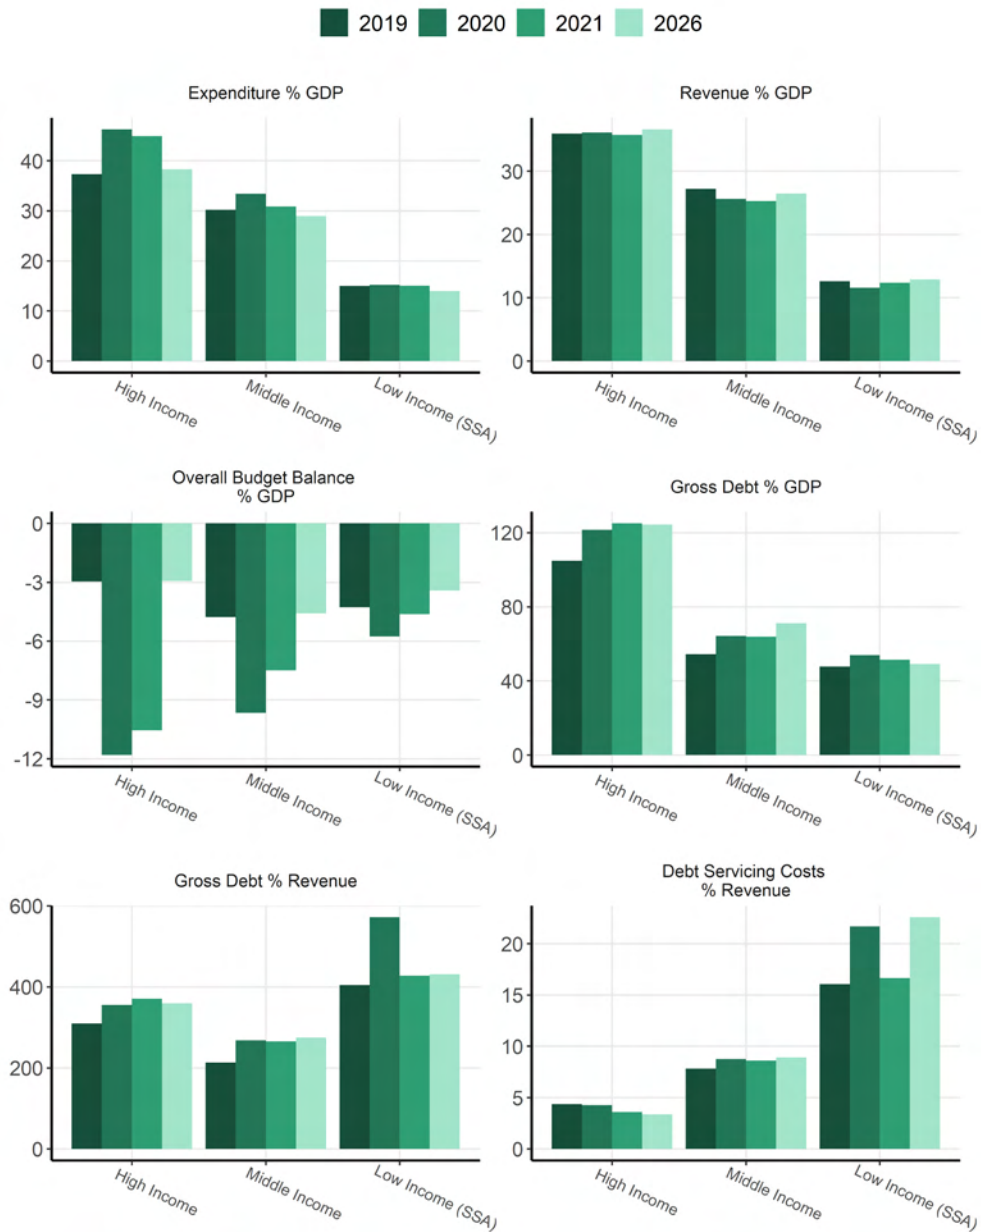 2019 2020 2021 2026
Expenditure % GDP
40
30
20
10
0
High Income
Middle Income
Low Income (SSA)
Revenue % GDP
30
20
10
0
High Income
Middle Income
Low Income (SSA)
Overall Budget Balance
% GDP
0
-3
-6
-9
-12
High Income
Middle Income
Low Income (SSA)
Gross Debt % GDP
120
80
40
0
High Income
Middle Income
Low Income (SSA)
Gross Debt % Revenue
600
400
200
0
High Income
Middle Income
Low Income (SSA)
Debt Servicing Costs
% Revenue
20
15
10
5
0
High Income
Middle Income
Low Income (SSA)